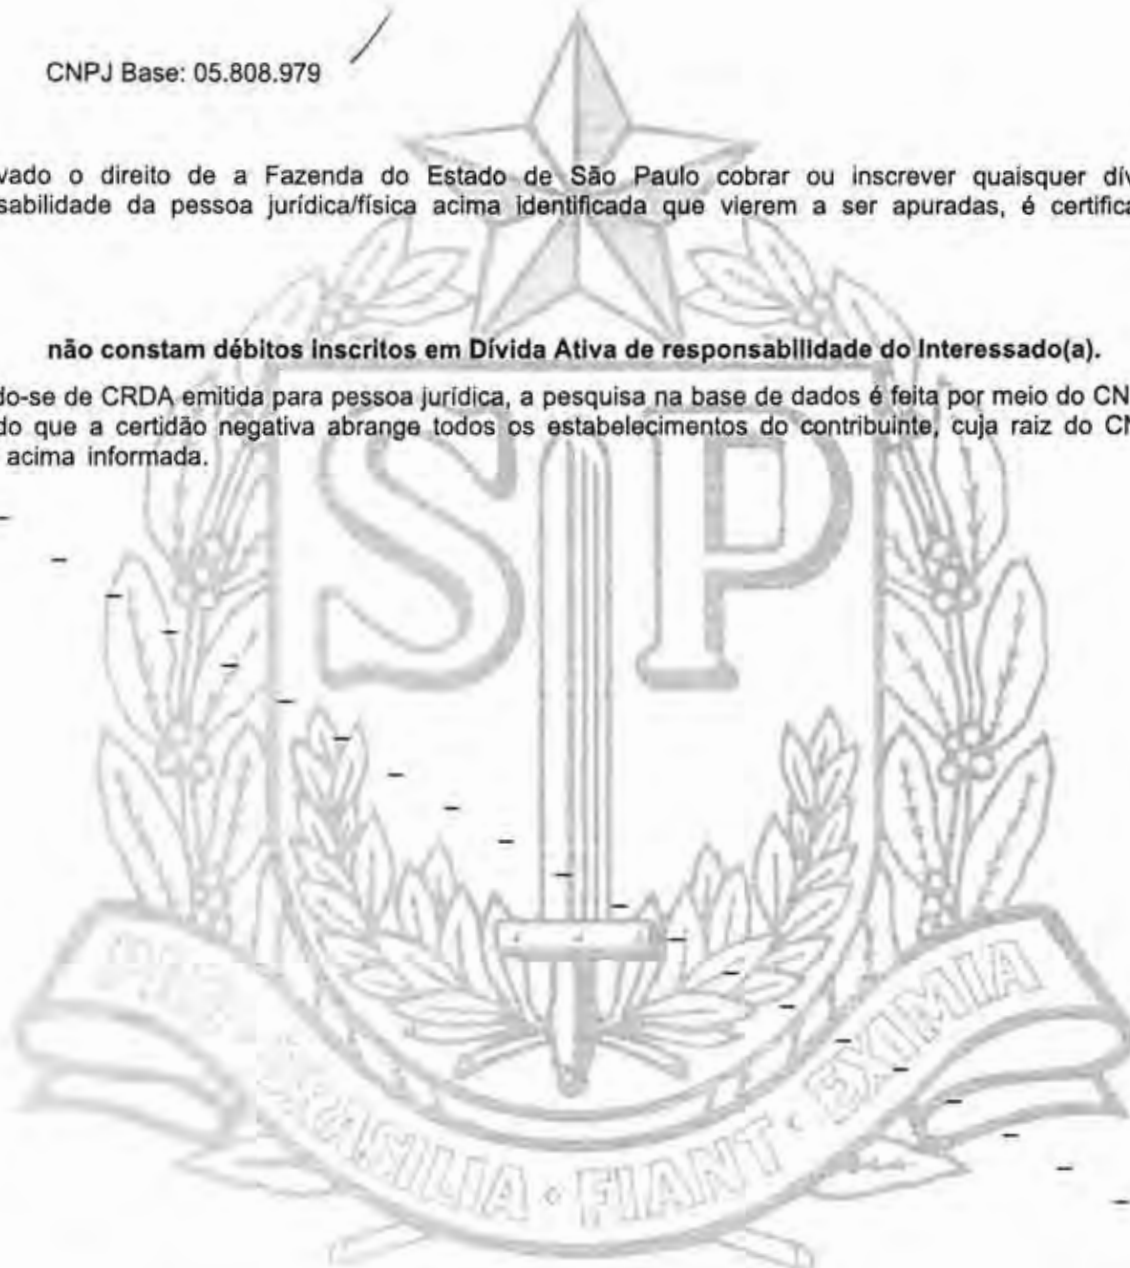 CNPJ Base: 05.808.979
vado o direito de a Fazenda do Estado de São Paulo cobrar ou inscrever quaisquer dív
sabilidade da pessoa jurídica/física acima identificada que vierem a ser apuradas, é certifica
não constam débitos inscritos em Dívida Ativa de responsabilidade do Interessado(a).
do-se de CRDA emitida para pessoa jurídica, a pesquisa na base de dados é feita por meio do CN
do que a certidão negativa abrange todos os estabelecimentos do contribuinte, cuja raiz do CN
acima informada.
SP
BRASILIA · FIANT · EXIMIA